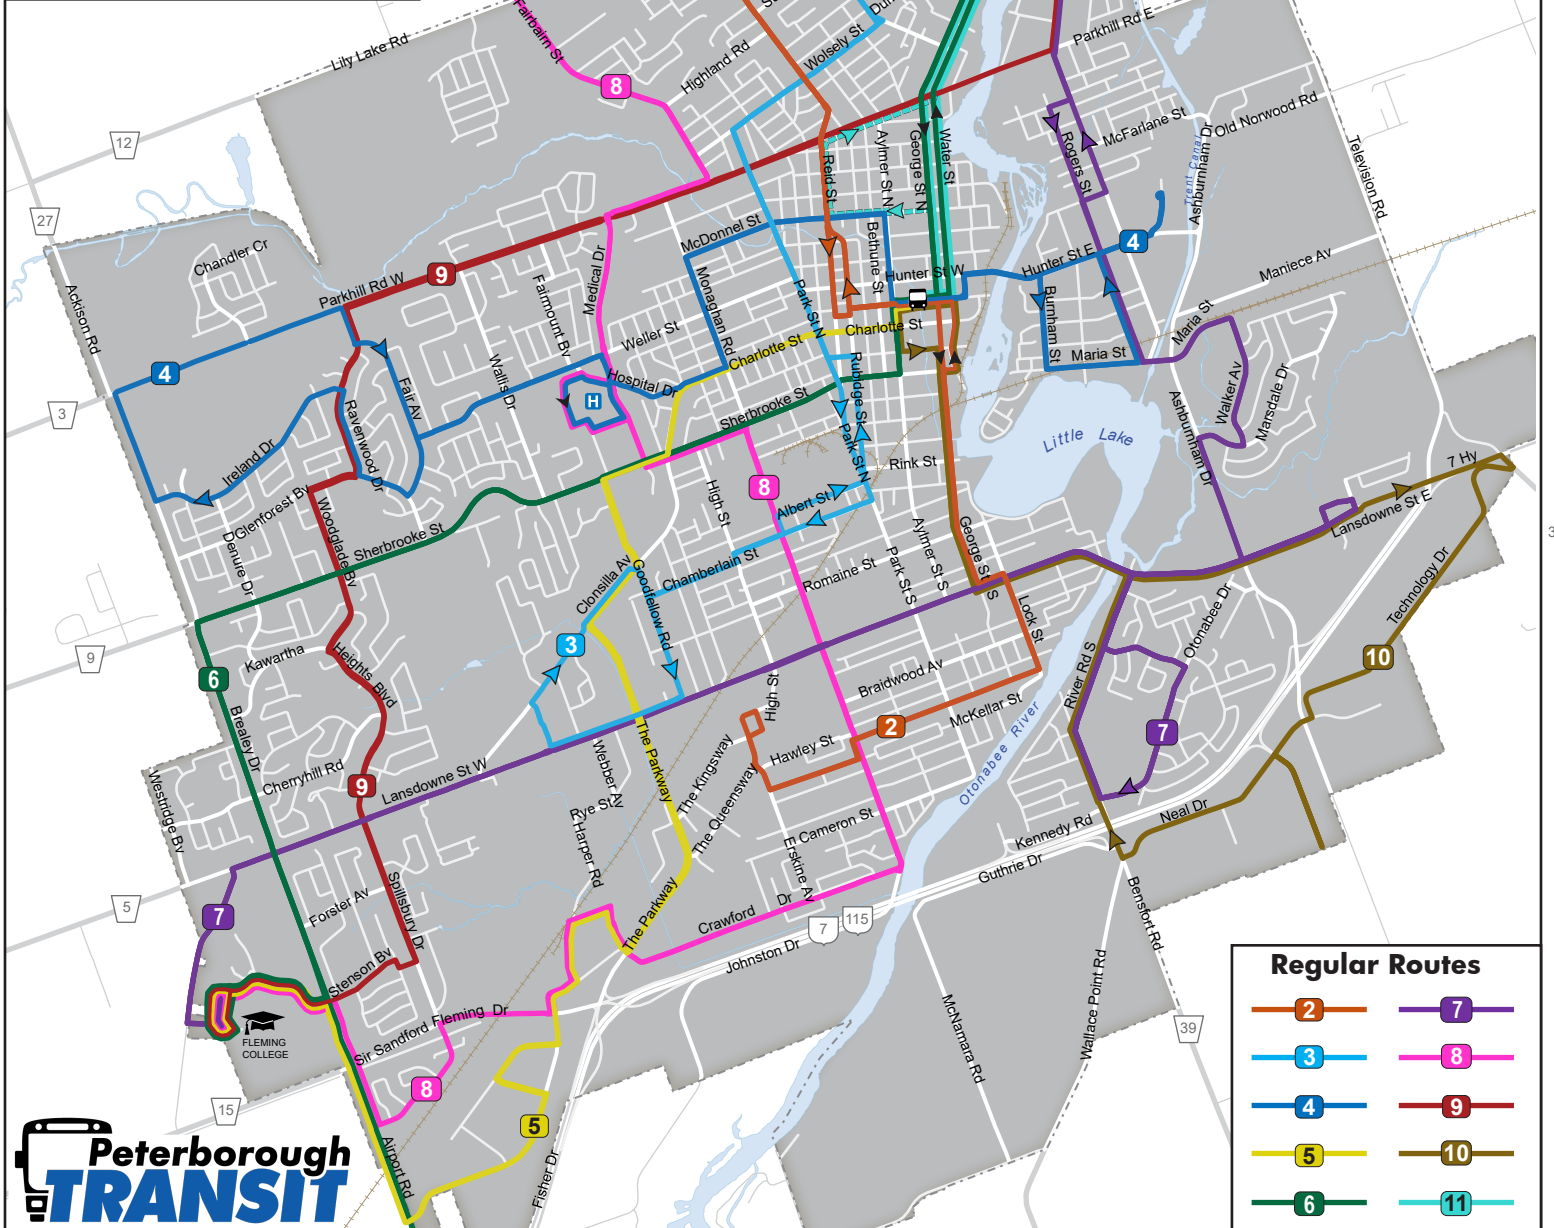 Fairbairn St
Lily Lake Rd
8
Highland Rd
Wolsely St
Parkhill Rd E
12
McFarlane St
Old Norwood Rd
Rogers St
Trent Canal
Ashburnham Dr
Television Rd
Aylmer St N
George St N
Water St
Reid St
27
Chandler Cr
Ackison Rd
Parkhill Rd W
9
Medical Dr
Fairmount Bv
McDonnel St
Monaghan Rd
Bethune St
Hunter St W
Hunter St E
4
Maniece Av
Park St N
Weller St
Charlotte St
Charlotte St
Burnham St
Maria St
Maria St
4
Wallis Dr
Fair Av
Hospital Dr
H
Sherbrooke St
Rubidge St
Walker Av
Marsdale Dr
3
Ravenwood Dr
Ireland Dr
Little Lake
Ashburnham Dr
Park St N
Rink St
7 Hy
Glenforest Bv
High St
8
Albert St
Lansdowne St E
Woodglade Bv
Denure Dr
Sherbrooke St
Aylmer St S
George St S
Chamberlain St
Romaine St
Park St S
Clonsilla Av
Goodfellow Rd
Lock St
Technology Dr
Otonabee Dr
9
Kawartha
Heights Blvd
3
10
6
Braidwood Av
River Rd S
Brealey Dr
High St
McKellar St
2
7
Hawley St
Otonabee River
The Parkway
The Kingsway
The Queensway
Webber Av
Cherryhill Rd
Lansdowne St W
9
Westridge Bv
Rye St
Harper Rd
Cameron St
Erskine Av
Kennedy Rd
Neal Dr
Guthrie Dr
5
Forster Av
Spillsbury Dr
7
Crawford Dr
The Parkway
7
115
Bensfort Rd
Johnston Dr
Stenson Bv
Wallace Point Rd
McNamara Rd
39
FLEMING
COLLEGE
Sir Sandford Fleming Dr
8
15
5
Airport Rd
Fisher Dr
Peterborough
TRANSIT
Regular Routes
2
7
3
8
4
9
5
10
6
11